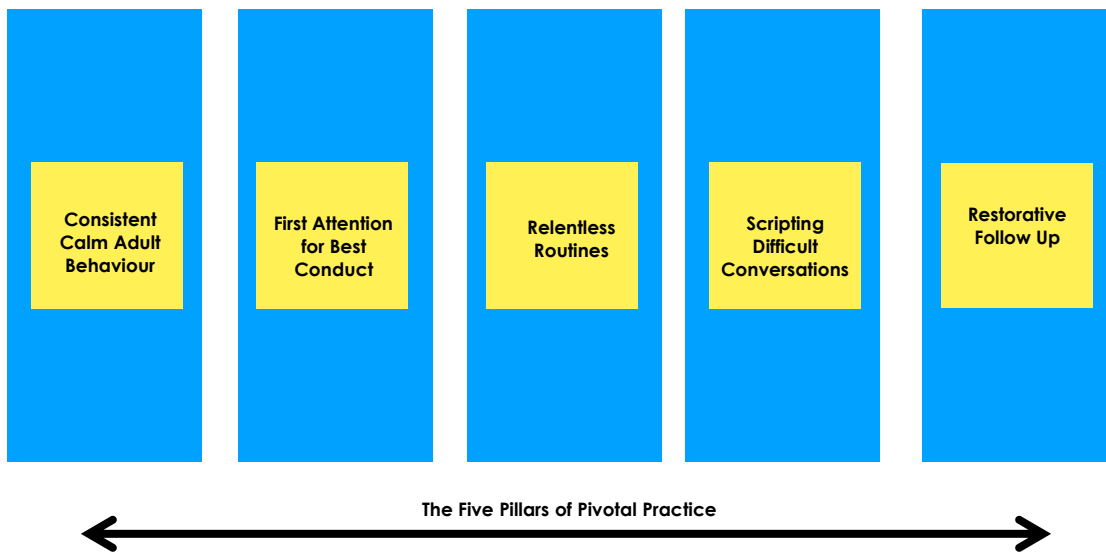 Consistent
Calm Adult
Behaviour
First Attention
for Best
Conduct
Relentless
Routines
Scripting
Difficult
Conversations
Restorative
Follow Up
The Five Pillars of Pivotal Practice